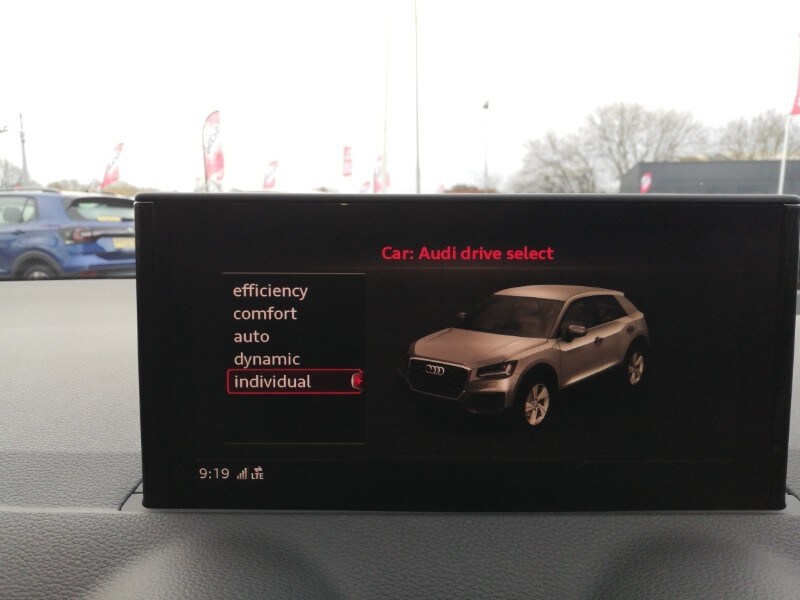 Car: Audi drive select
efficiency
comfort
auto
dynamic
individual
9:19 LTE